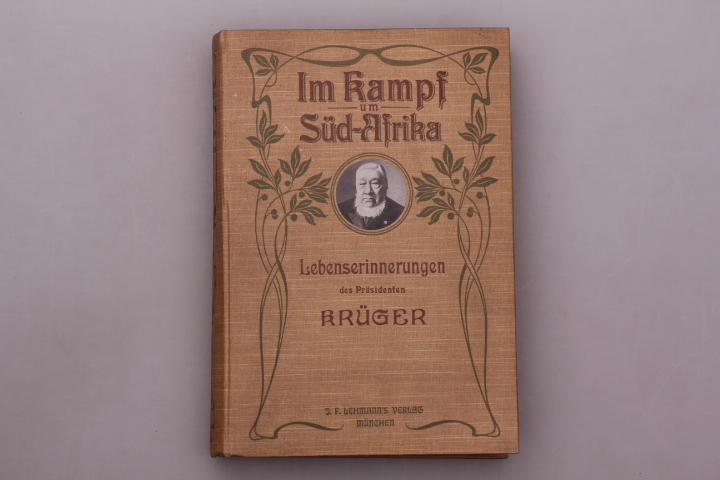 Im Kampf
um
Süd-Afrika
Lebenserinnerungen
des Präsidenten
KRÜGER
J. F. LEHMANN'S VERLAG
MÜNCHEN